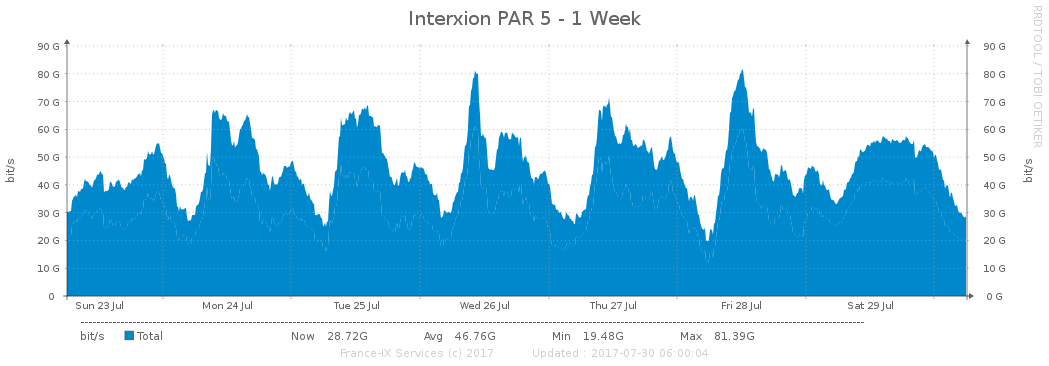 Interxion PAR 5 - 1 Week
RRDTOOL / TOBI OETIKER
90 G 90 G
80 G 80 G
70 G 70 G
60 G 60 G
50 G 50 G
40 G 40 G
30 G 30 G
20 G 20 G
10 G 10 G
0 0 G
bit/s bit/s
Sun 23 Jul Mon 24 Jul Tue 25 Jul Wed 26 Jul Thu 27 Jul Fri 28 Jul Sat 29 Jul
bit/s Total Now 28.72G Avg 46.76G Min 19.48G Max 81.39G
France-IX Services (c) 2017 Updated : 2017-07-30 06:00:04